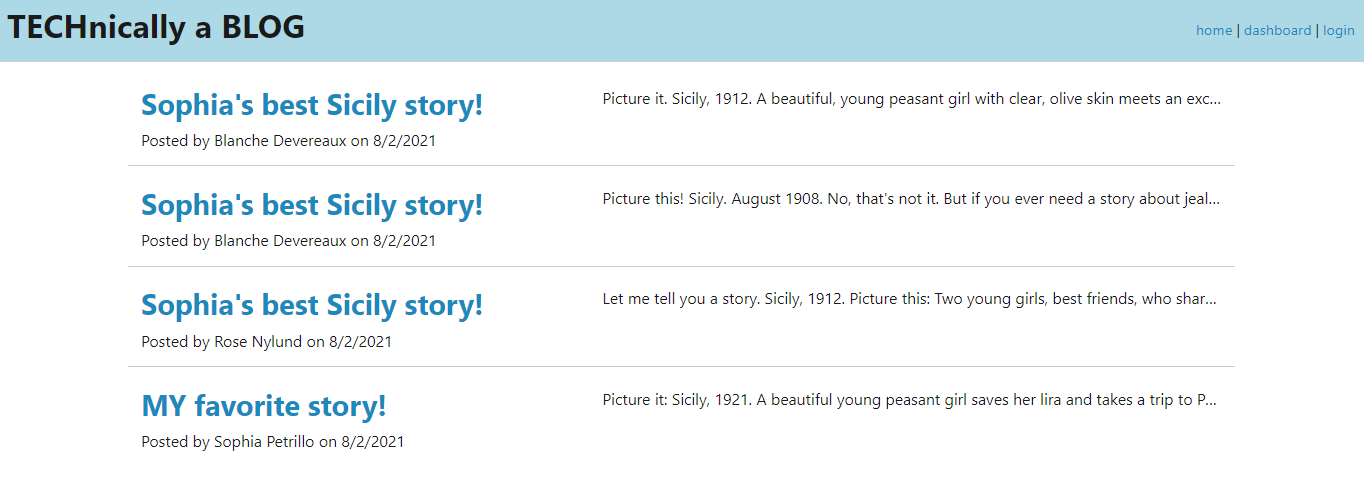 TECHnically a BLOG
home | dashboard | login
Sophia's best Sicily story!
Picture it. Sicily, 1912. A beautiful, young peasant girl with clear, olive skin meets an exc...
Posted by Blanche Devereaux on 8/2/2021
Sophia's best Sicily story!
Picture this! Sicily. August 1908. No, that's not it. But if you ever need a story about jeal...
Posted by Blanche Devereaux on 8/2/2021
Sophia's best Sicily story!
Let me tell you a story. Sicily, 1912. Picture this: Two young girls, best friends, who shar...
Posted by Rose Nylund on 8/2/2021
MY favorite story!
Picture it: Sicily, 1921. A beautiful young peasant girl saves her lira and takes a trip to P...
Posted by Sophia Petrillo on 8/2/2021